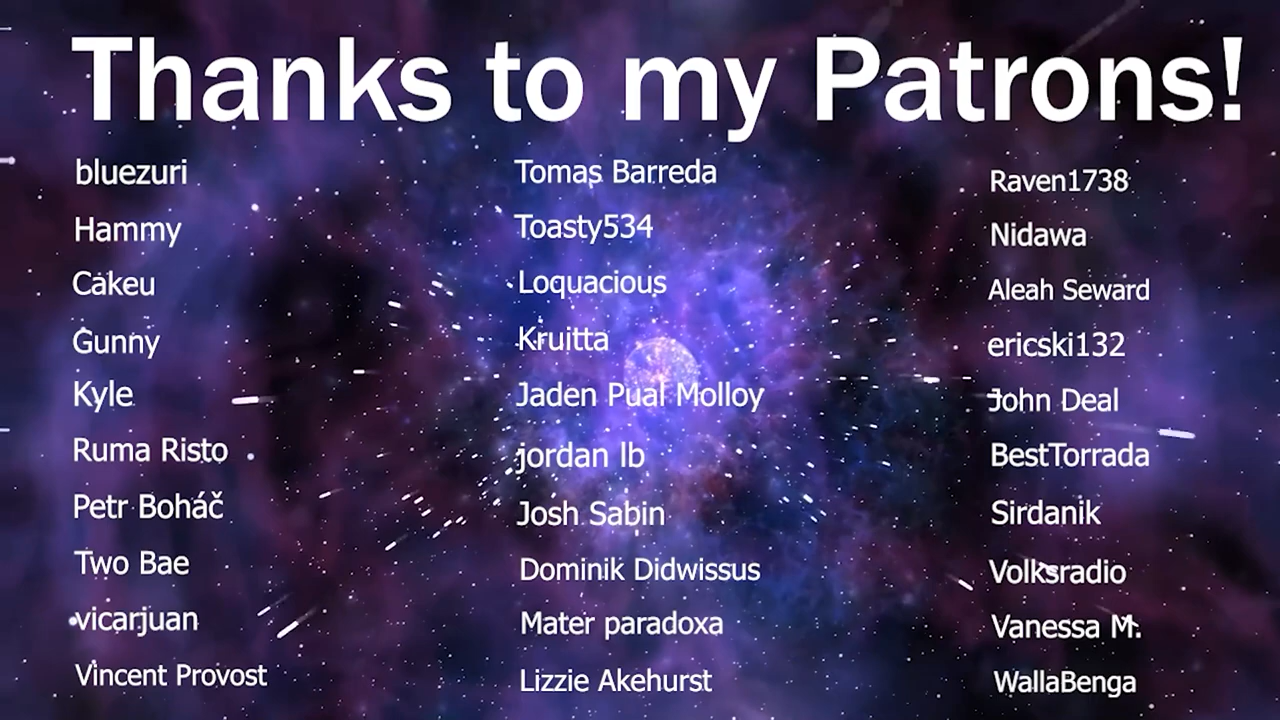 Thanks to my Patrons!
bluezuri
Hammy
Cakeu
Gunny
Kyle
Ruma Risto
Petr Boháč
Two Bae
vicarjuan
Vincent Provost
Tomas Barreda
Toasty534
Loquacious
Kruitta
Jaden Pual Molloy
jordan lb
Josh Sabin
Dominik Didwissus
Mater paradoxa
Lizzie Akehurst
Raven1738
Nidawa
Aleah Seward
ericski132
John Deal
BestTorrada
Sirdanik
Volksradio
Vanessa M.
WallaBenga